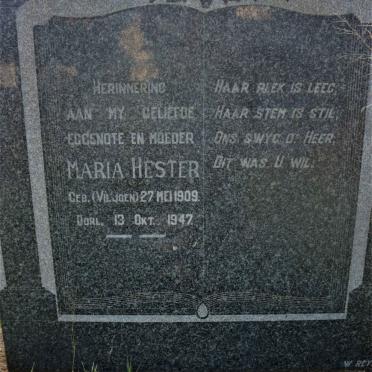 HERINNERING
AAN MY GELIEFDE
EGGENOTE EN MOEDER
MARIA HESTER
GEB. (VILJOEN) 27 MEI 1909.
OORL. 13 OKT. 1947.
HAAR PLEK IS LEEG,
HAAR STEM IS STIL,
ONS SWYG O' HEER,
DIT WAS U WIL.